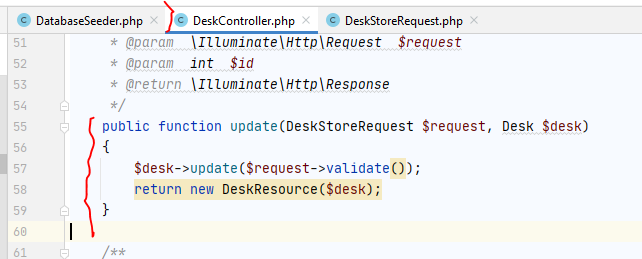 DatabaseSeeder.php × DeskController.php × DeskStoreRequest.php ×
51 * @param \Illuminate\Http\Request $request
52 * @param int $id
53 * @return \Illuminate\Http\Response
54 */
55 public function update(DeskStoreRequest $request, Desk $desk)
56 {
57 $desk->update($request->validate());
58 return new DeskResource($desk);
59 }
60
61 /**